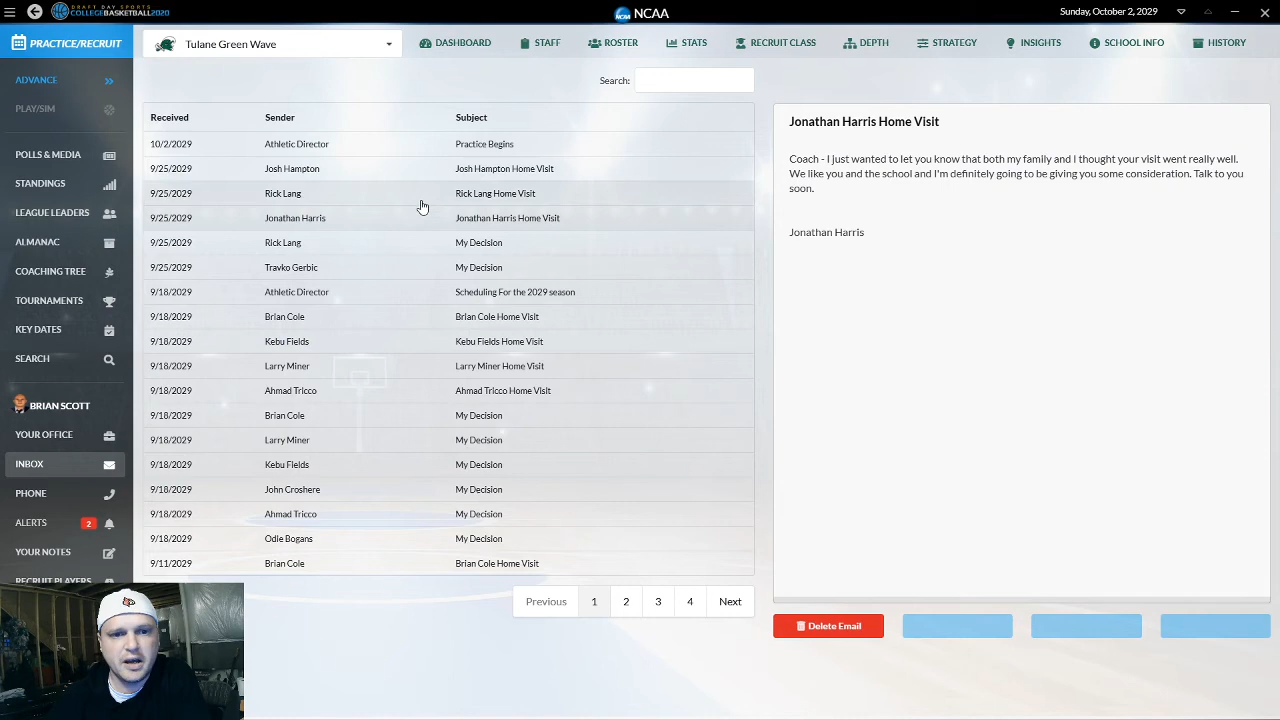 DRAFT DAY SPORTS
COLLEGE BASKETBALL 2020
NCAA
Sunday, October 2, 2029
PRACTICE/RECRUIT
Tulane Green Wave
DASHBOARD
STAFF
ROSTER
STATS
RECRUIT CLASS
DEPTH
STRATEGY
INSIGHTS
SCHOOL INFO
HISTORY
ADVANCE
PLAY/SIM
POLLS & MEDIA
STANDINGS
LEAGUE LEADERS
ALMANAC
COACHING TREE
TOURNAMENTS
KEY DATES
SEARCH
BRIAN SCOTT
YOUR OFFICE
INBOX
PHONE
ALERTS 2
YOUR NOTES
RECRUIT PLAYERS
Search:
Received Sender Subject
10/2/2029 Athletic Director Practice Begins
9/25/2029 Josh Hampton Josh Hampton Home Visit
9/25/2029 Rick Lang Rick Lang Home Visit
9/25/2029 Jonathan Harris Jonathan Harris Home Visit
9/25/2029 Rick Lang My Decision
9/25/2029 Travko Gerbic My Decision
9/18/2029 Athletic Director Scheduling For the 2029 season
9/18/2029 Brian Cole Brian Cole Home Visit
9/18/2029 Kebu Fields Kebu Fields Home Visit
9/18/2029 Larry Miner Larry Miner Home Visit
9/18/2029 Ahmad Tricco Ahmad Tricco Home Visit
9/18/2029 Brian Cole My Decision
9/18/2029 Larry Miner My Decision
9/18/2029 Kebu Fields My Decision
9/18/2029 John Croshere My Decision
9/18/2029 Ahmad Tricco My Decision
9/18/2029 Odie Bogans My Decision
9/11/2029 Brian Cole Brian Cole Home Visit
Previous 1 2 3 4 Next
Jonathan Harris Home Visit
Coach - I just wanted to let you know that both my family and I thought your visit went really well.
We like you and the school and I'm definitely going to be giving you some consideration. Talk to you
soon.
Jonathan Harris
Delete Email